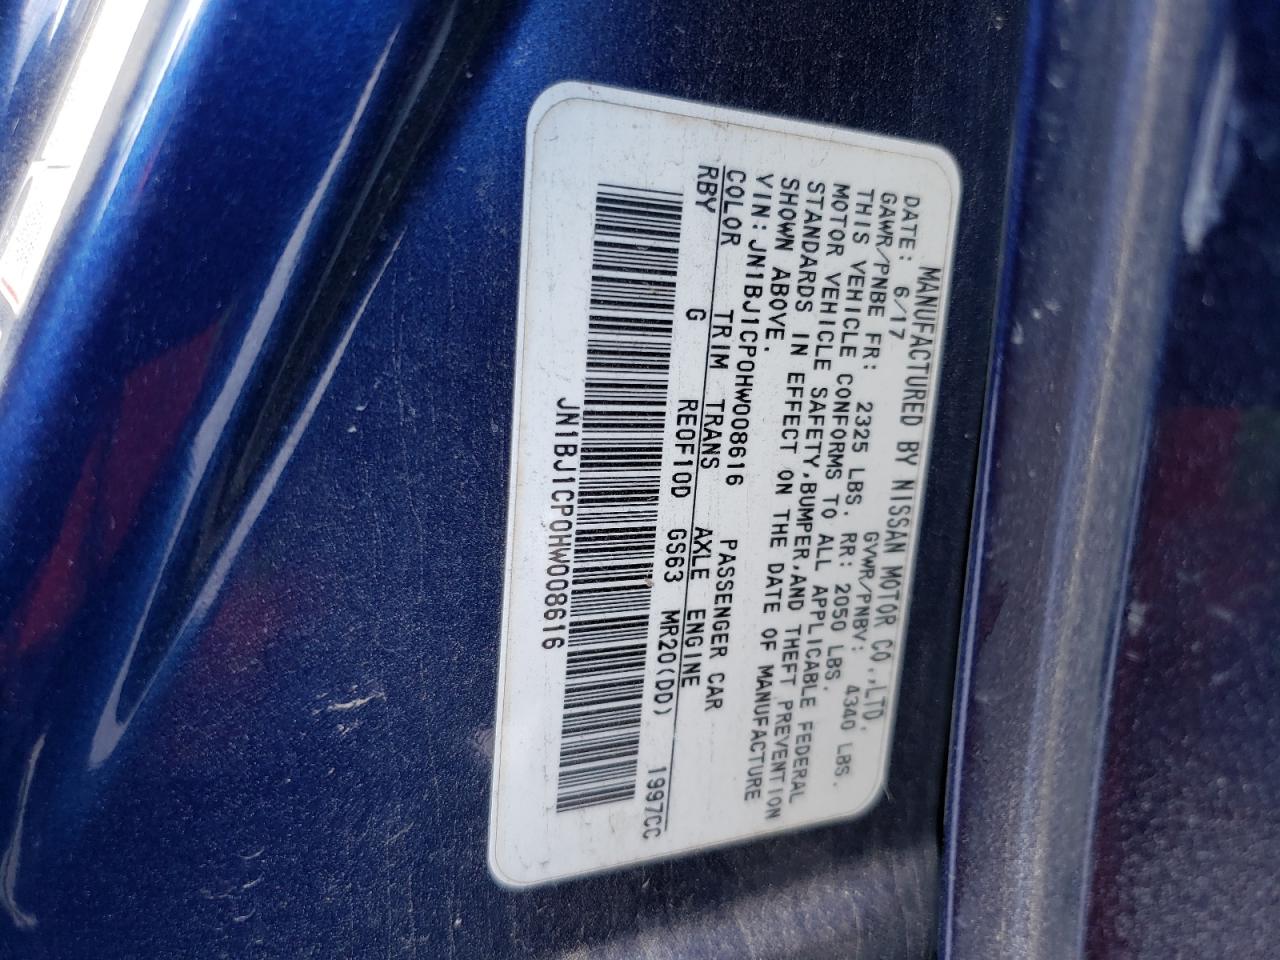 MANUFACTURED BY NISSAN MOTOR CO.,LTD.
DATE: 6/17 GVWR/PNBV: 4340 LBS.
GAWR/PNBE FR: 2325 LBS. RR: 2050 LBS.
THIS VEHICLE CONFORMS TO ALL APPLICABLE FEDERAL
MOTOR VEHICLE SAFETY,BUMPER,AND THEFT PREVENTION
STANDARDS IN EFFECT ON THE DATE OF MANUFACTURE
SHOWN ABOVE.
VIN:JN1BJ1CP0HW008616 PASSENGER CAR
COLOR TRIM TRANS AXLE ENGINE
RBY G RE0F10D GS63 MR20(DD) 1997CC
JN1BJ1CP0HW008616